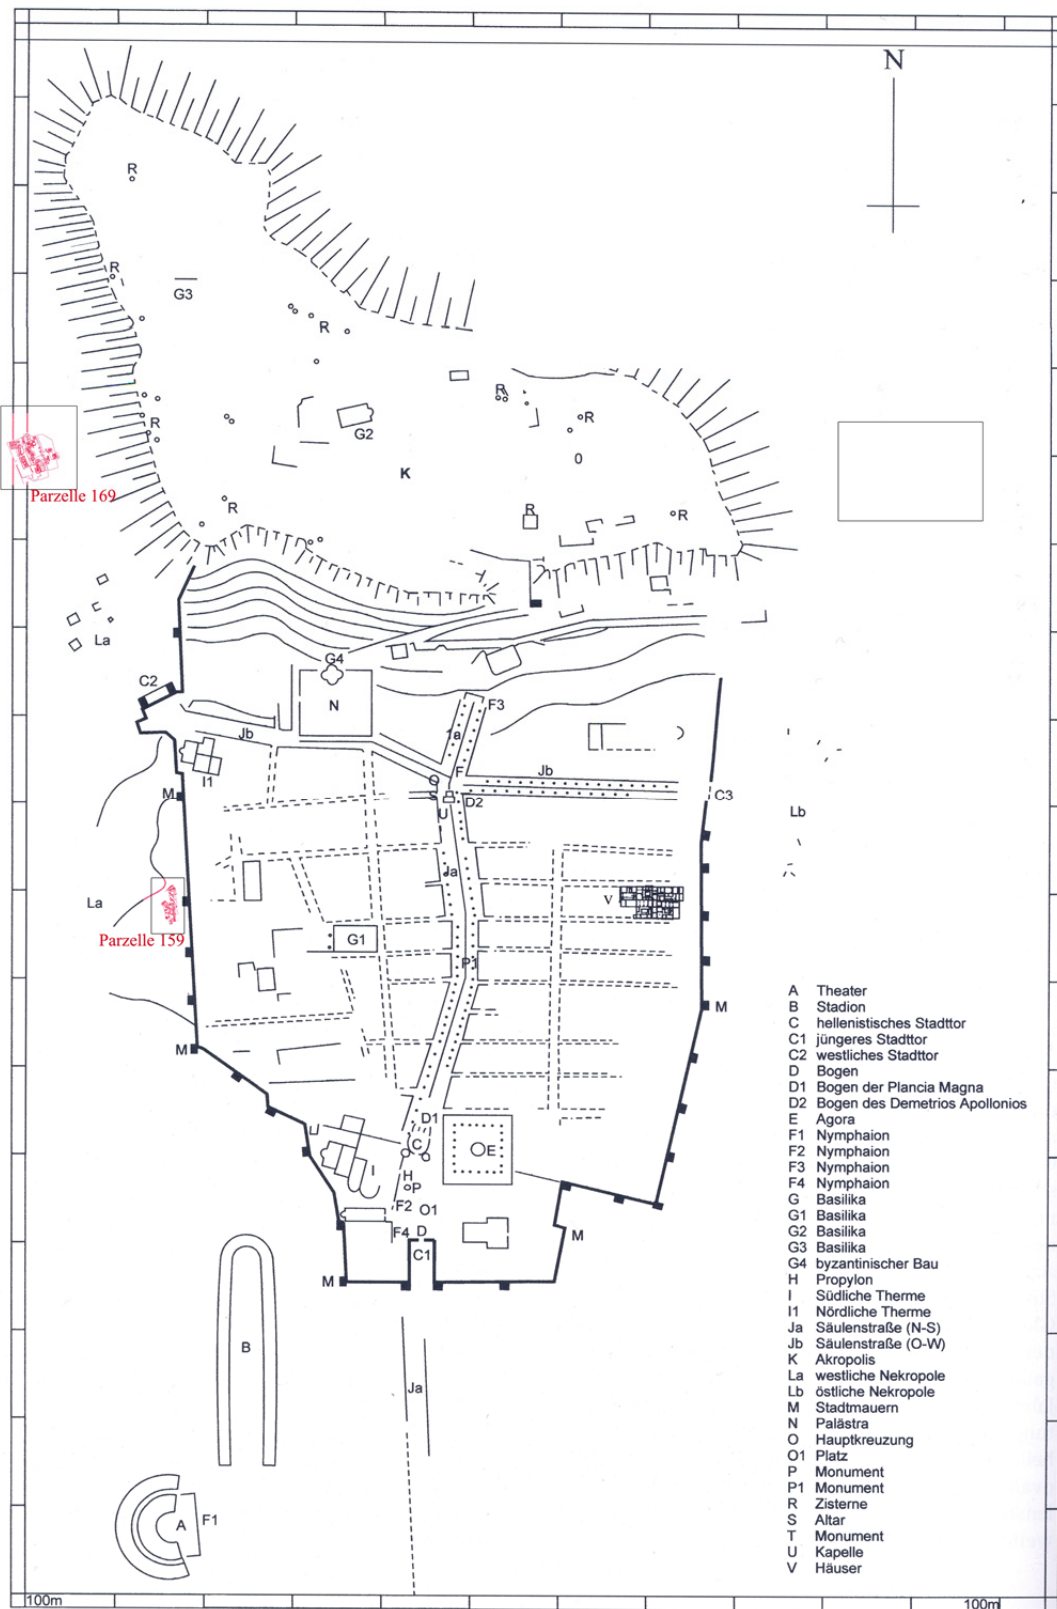 N
R
R
G3
R
R
R
G2
R
O
K
Parzelle 169
R
R
R
La
G4
C2
N
F3
1a
Jb
F
Jb
I1
O
C3
M
S
D2
U
Lb
Ja
La
V
Parzelle 159
G1
P1
M
M
D1
C
E
I
H
P
F2
O1
F4
D
C1
M
M
B
Ja
A
F1
A Theater
B Stadion
C hellenistisches Stadttor
C1 jüngeres Stadttor
C2 westliches Stadttor
D Bogen
D1 Bogen der Plancia Magna
D2 Bogen des Demetrios Apollonios
E Agora
F1 Nymphaion
F2 Nymphaion
F3 Nymphaion
F4 Nymphaion
G Basilika
G1 Basilika
G2 Basilika
G3 Basilika
G4 byzantinischer Bau
H Propylon
I Südliche Therme
I1 Nördliche Therme
Ja Säulenstraße (N-S)
Jb Säulenstraße (O-W)
K Akropolis
La westliche Nekropole
Lb östliche Nekropole
M Stadtmauern
N Palästra
O Hauptkreuzung
O1 Platz
P Monument
P1 Monument
R Zisterne
S Altar
T Monument
U Kapelle
V Häuser
100m
100m